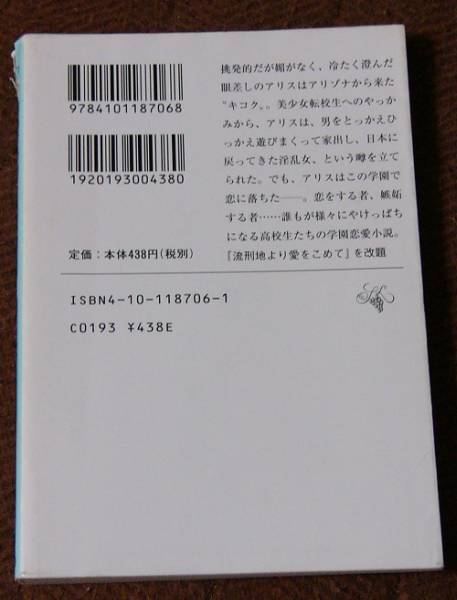 9784101187068
1920193004380
定価：本体438円（税別）
挑発的だが媚がなく、冷たく澄んだ
眼差しのアリスはアリゾナから来た
“キコク〟。美少女転校生へのやっか
みから、アリスは、男をとっかえひ
っかえ遊びまくって家出し、日本に
戻ってきた淫乱女、という噂を立て
られた。でも、アリスはこの学園で
恋に落ちた――。恋をする者、嫉妬
する者……誰もが様々にやけっぱち
になる高校生たちの学園恋愛小説。
『流刑地より愛をこめて』を改題
ISBN4-10-118706-1
C0193 ¥438E